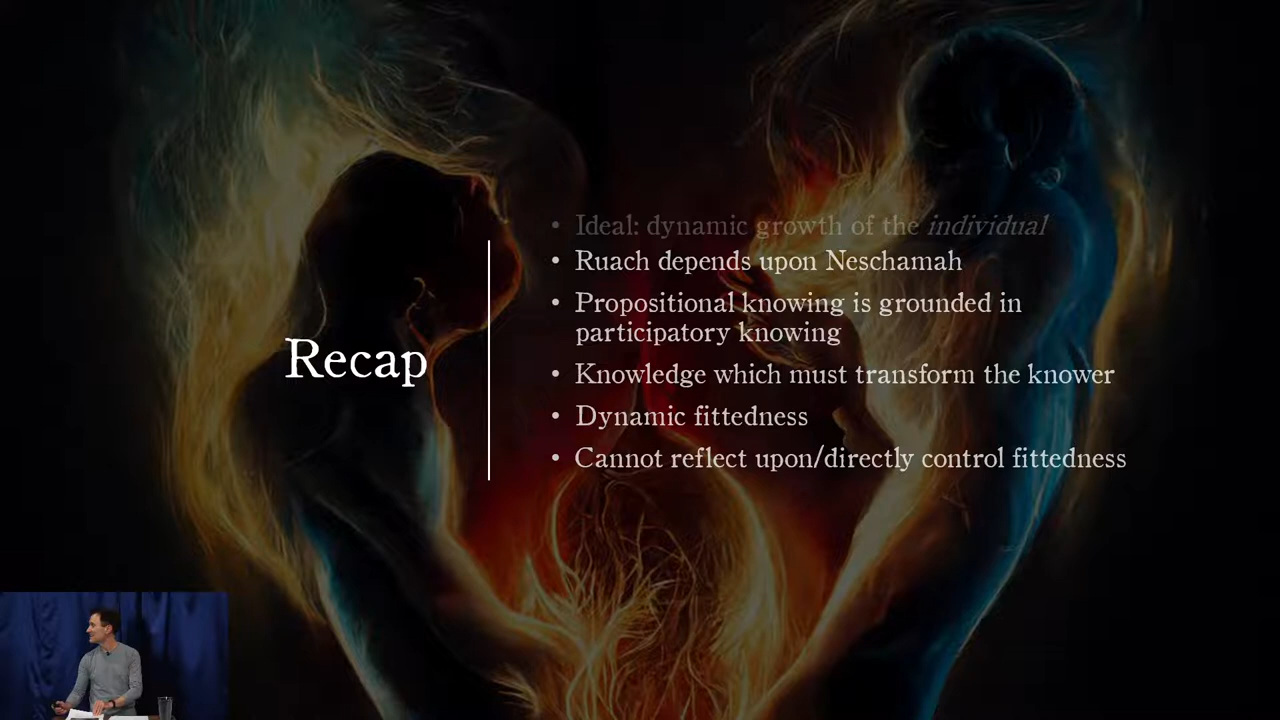 Recap
• Ideal: dynamic growth of the individual
• Ruach depends upon Neschamah
• Propositional knowing is grounded in
participatory knowing
• Knowledge which must transform the knower
• Dynamic fittedness
• Cannot reflect upon/directly control fittedness